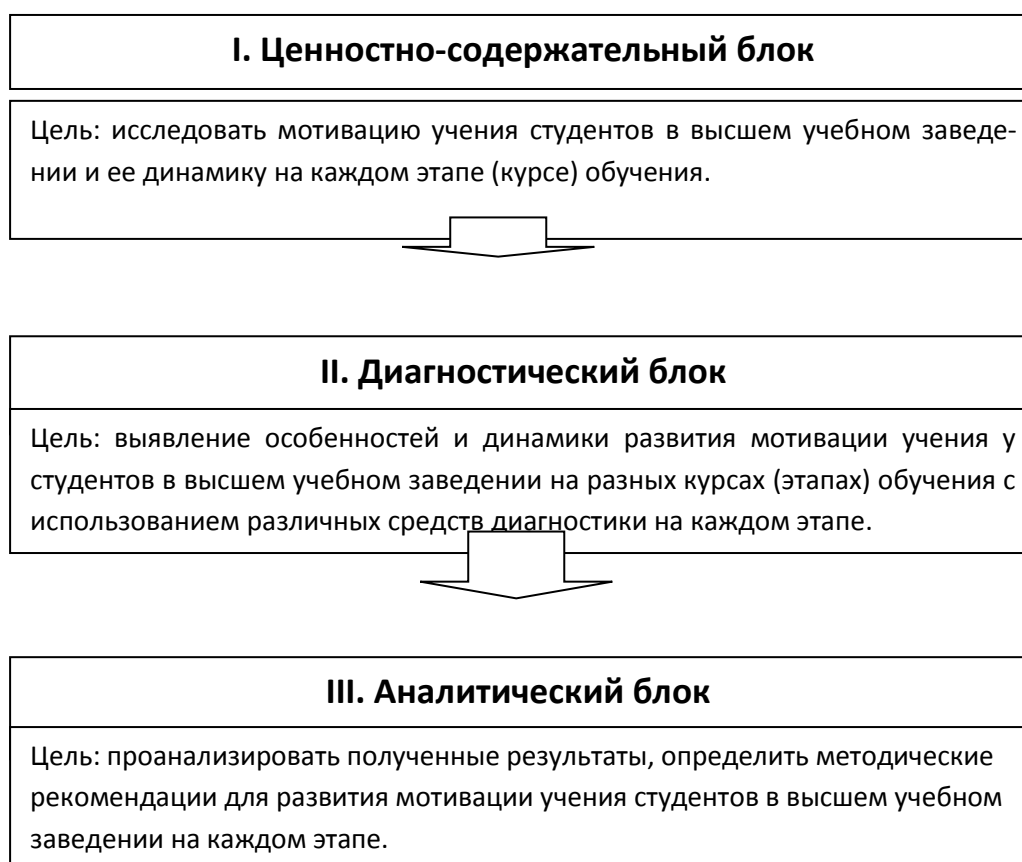 I. Ценностно-содержательный блок
Цель: исследовать мотивацию учения студентов в высшем учебном заведе-
нии и ее динамику на каждом этапе (курсе) обучения.
II. Диагностический блок
Цель: выявление особенностей и динамики развития мотивации учения у
студентов в высшем учебном заведении на разных курсах (этапах) обучения с
использованием различных средств диагностики на каждом этапе.
III. Аналитический блок
Цель: проанализировать полученные результаты, определить методические
рекомендации для развития мотивации учения студентов в высшем учебном
заведении на каждом этапе.